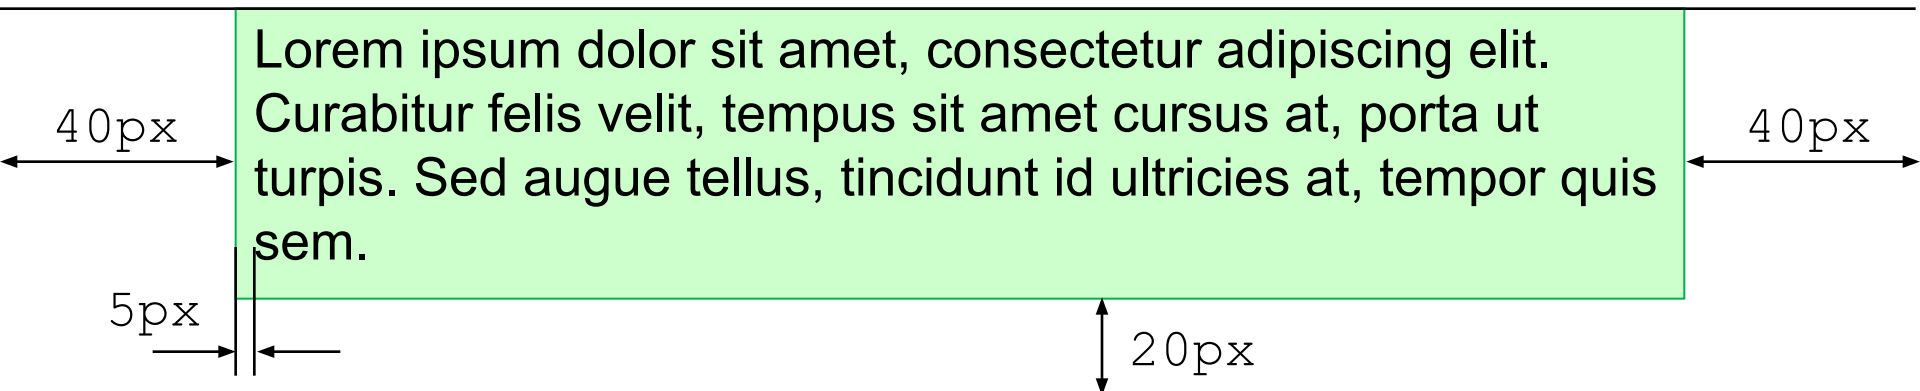 Lorem ipsum dolor sit amet, consectetur adipiscing elit.
Curabitur felis velit, tempus sit amet cursus at, porta ut
turpis. Sed augue tellus, tincidunt id ultricies at, tempor quis
sem.
40px
40px
5px
20px